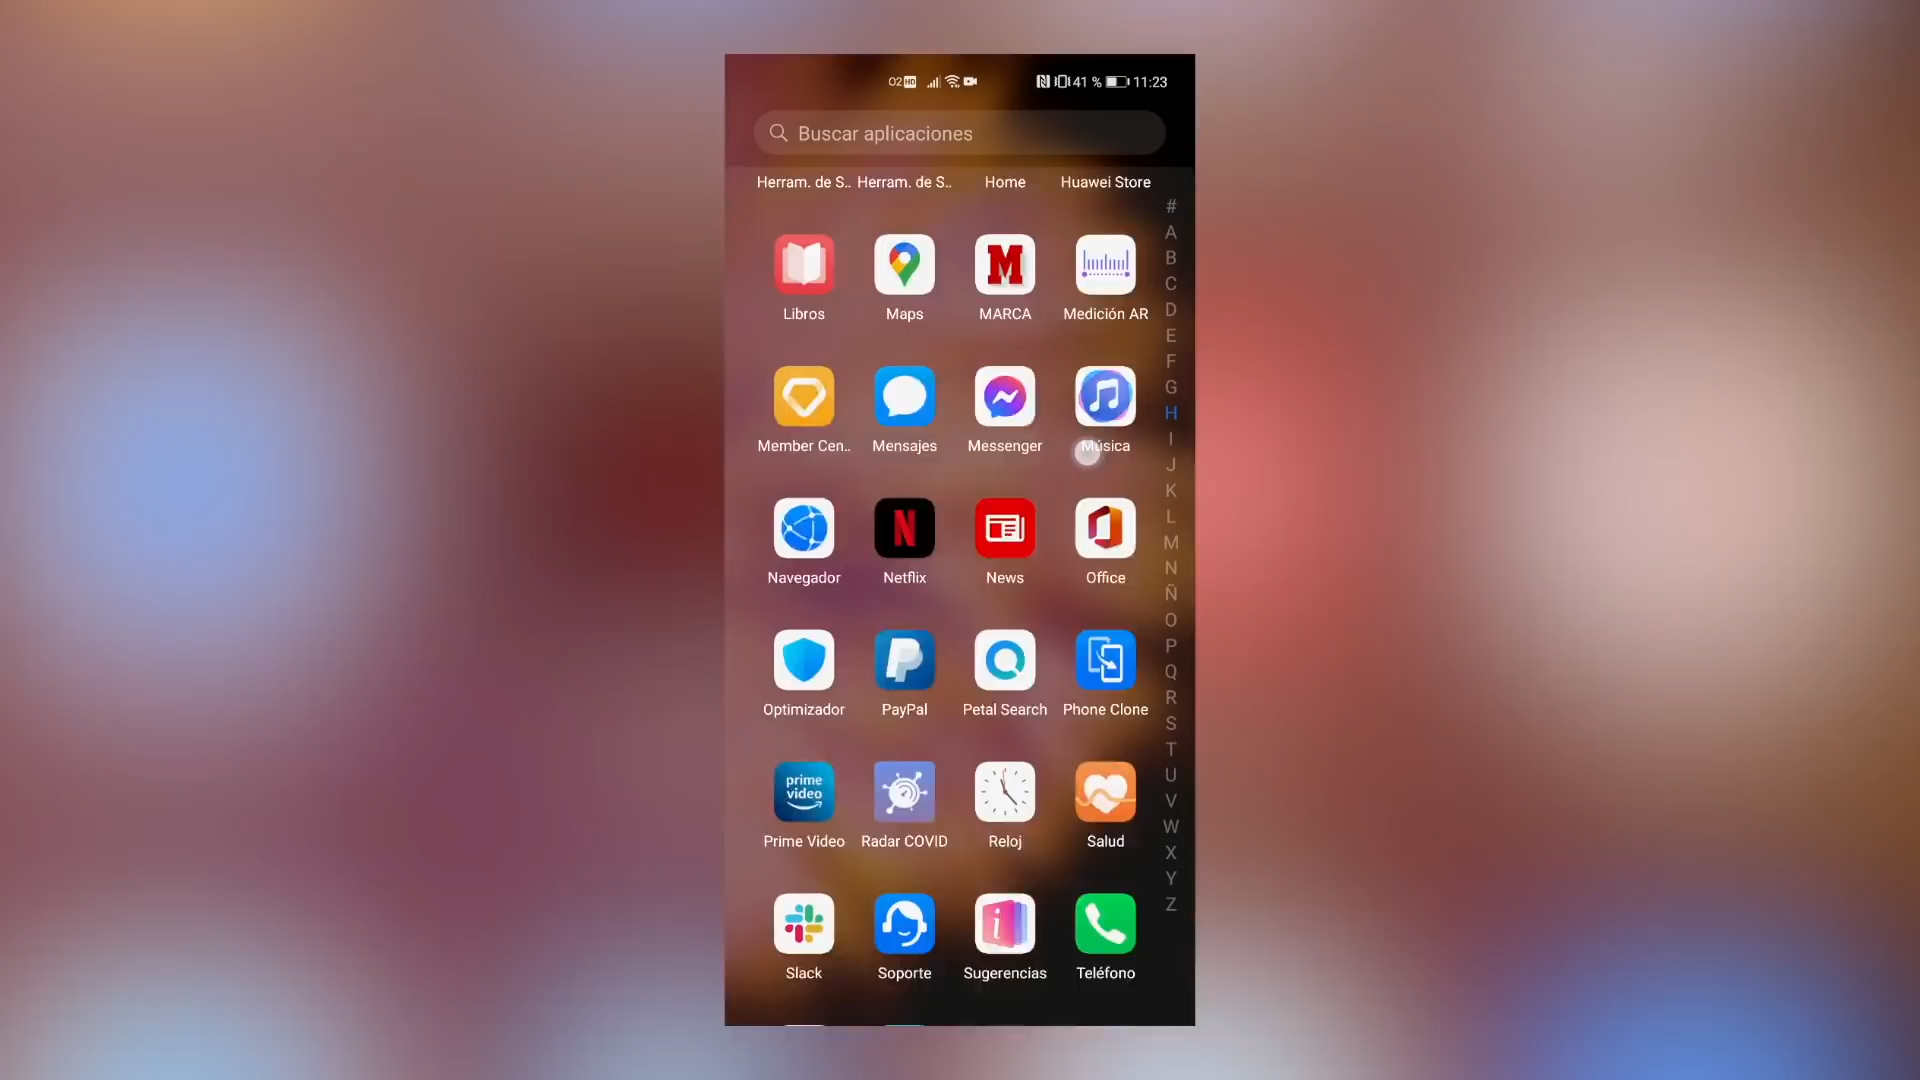 O2 HD 41 % 11:23
Buscar aplicaciones
Herram. de S.. Herram. de S.. Home Huawei Store
#
A
B
C
D
E
F
G
H
I
J
K
L
M
N
Ñ
O
P
Q
R
S
T
U
V
W
X
Y
Z
M
Libros Maps MARCA Medición AR
Member Cen.. Mensajes Messenger Música
N
Navegador Netflix News Office
Optimizador PayPal Petal Search Phone Clone
prime
video
Prime Video Radar COVID Reloj Salud
Slack Soporte Sugerencias Teléfono